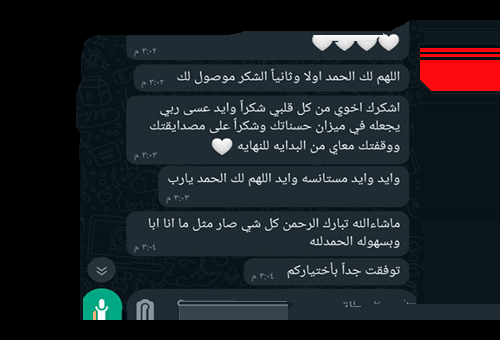 🤍🤍🤍🤍
٣:٠٢ م
اللهم لك الحمد اولا وثانياً الشكر موصول لك
٣:٠٢ م
اشكرك اخوي من كل قلبي شكراً وايد عسى ربي
يجعله في ميزان حسناتك وشكراً على مصدايقتك
ووقفتك معاي من البدايه للنهايه 🤍
٣:٠٣ م
وايد وايد مستانسه وايد اللهم لك الحمد يارب
٣:٠٣ م
ماشاءالله تبارك الرحمن كل شي صار مثل ما انا ابا
وبسهوله الحمدلله
٣:٠٤ م
توفقت جداً بأختياركم
٣:٠٤ م